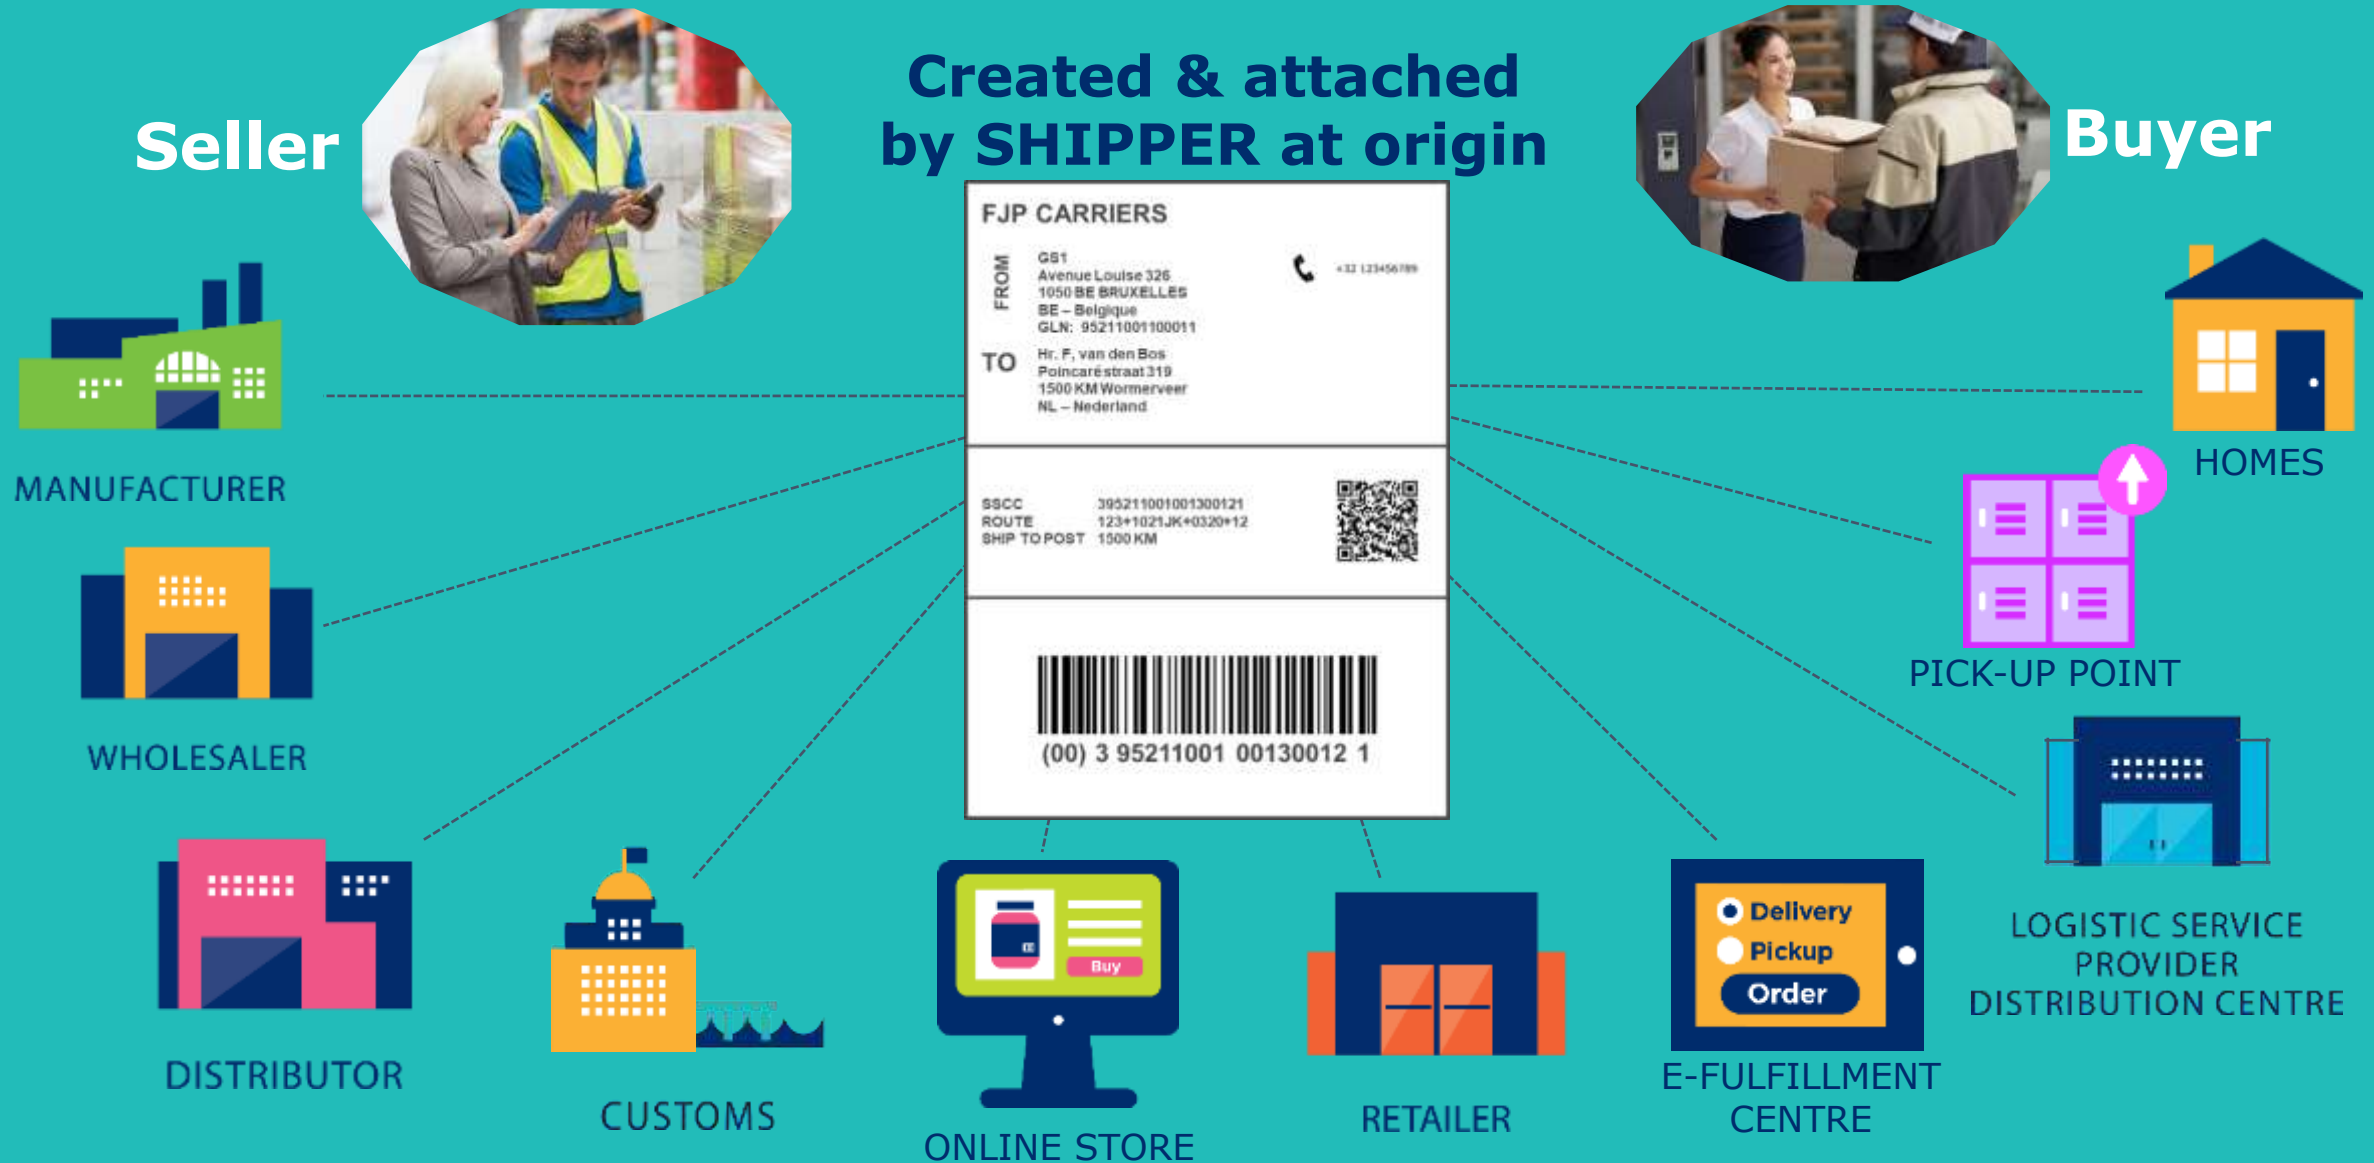 Seller
Created & attached
by SHIPPER at origin
Buyer
FJP CARRIERS
FROM
GS1
Avenue Louise 326
1050 BE BRUXELLES
BE – Belgique
GLN: 95211001100011
+32 123456789
TO
Hr. F, van den Bos
Poincaréstraat 319
1500 KM Wormerveer
NL – Nederland
SSCC 395211001001300121
ROUTE 123+1021JK+0320+12
SHIP TO POST 1500 KM
(00) 3 95211001 00130012 1
MANUFACTURER
WHOLESALER
DISTRIBUTOR
CUSTOMS
Buy
ONLINE STORE
RETAILER
Delivery
Pickup
Order
E-FULFILLMENT
CENTRE
LOGISTIC SERVICE
PROVIDER
DISTRIBUTION CENTRE
PICK-UP POINT
HOMES